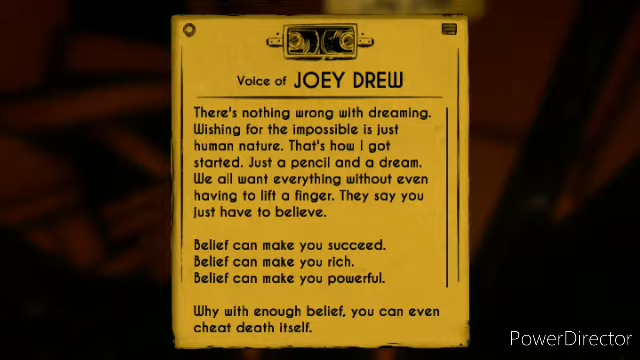 Voice of JOEY DREW
There's nothing wrong with dreaming.
Wishing for the impossible is just
human nature. That's how I got
started. Just a pencil and a dream.
We all want everything without even
having to lift a finger. They say you
just have to believe.
Belief can make you succeed.
Belief can make you rich.
Belief can make you powerful.
Why with enough belief, you can even
cheat death itself.
PowerDirector